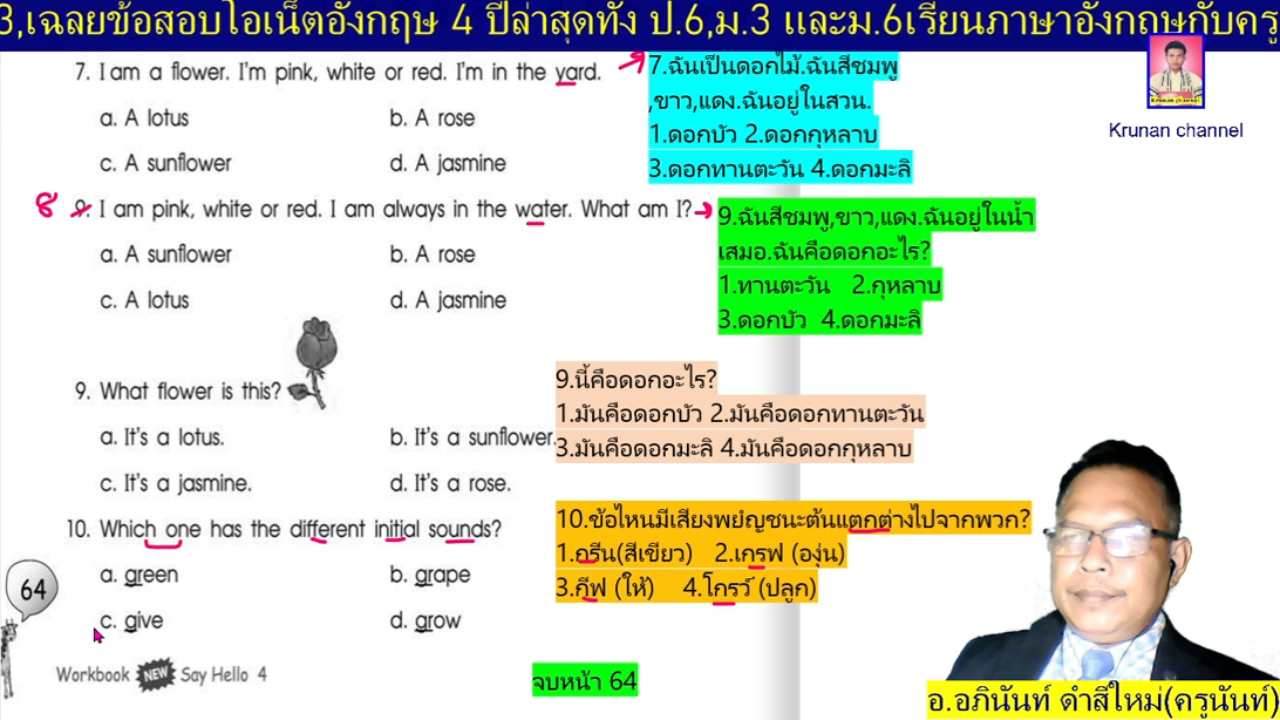 3,เฉลยข้อสอบโอเน็ตอังกฤษ 4 ปีล่าสุดทั้ง ป.6,ม.3 และม.6เรียนภาษาอังกฤษกับครู
Krunan channel
7. I am a flower. I'm pink, white or red. I'm in the yard.
a. A lotus b. A rose
c. A sunflower d. A jasmine
7.ฉันเป็นดอกไม้.ฉันสีชมพู
,ขาว,แดง.ฉันอยู่ในสวน.
1.ดอกบัว 2.ดอกกุหลาบ
3.ดอกทานตะวัน 4.ดอกมะลิ
8 9. I am pink, white or red. I am always in the water. What am I?
a. A sunflower b. A rose
c. A lotus d. A jasmine
9.ฉันสีชมพู,ขาว,แดง.ฉันอยู่ในน้ำ
เสมอ.ฉันคือดอกอะไร?
1.ทานตะวัน 2.กุหลาบ
3.ดอกบัว 4.ดอกมะลิ
9. What flower is this?
a. It's a lotus. b. It's a sunflower.
c. It's a jasmine. d. It's a rose.
9.นี้คือดอกอะไร?
1.มันคือดอกบัว 2.มันคือดอกทานตะวัน
3.มันคือดอกมะลิ 4.มันคือดอกกุหลาบ
10. Which one has the different initial sounds?
a. green b. grape
c. give d. grow
10.ข้อไหนมีเสียงพยํญชนะต้นแตกต่างไปจากพวก?
1.กรีน(สีเขียว) 2.เกรฟ (องุ่น)
3.กีฟ (ให้) 4.โกรว์ (ปลูก)
64
Workbook NEW Say Hello 4
จบหน้า 64
อ.อภินันท์ ดำสีใหม่(ครูนันท์)